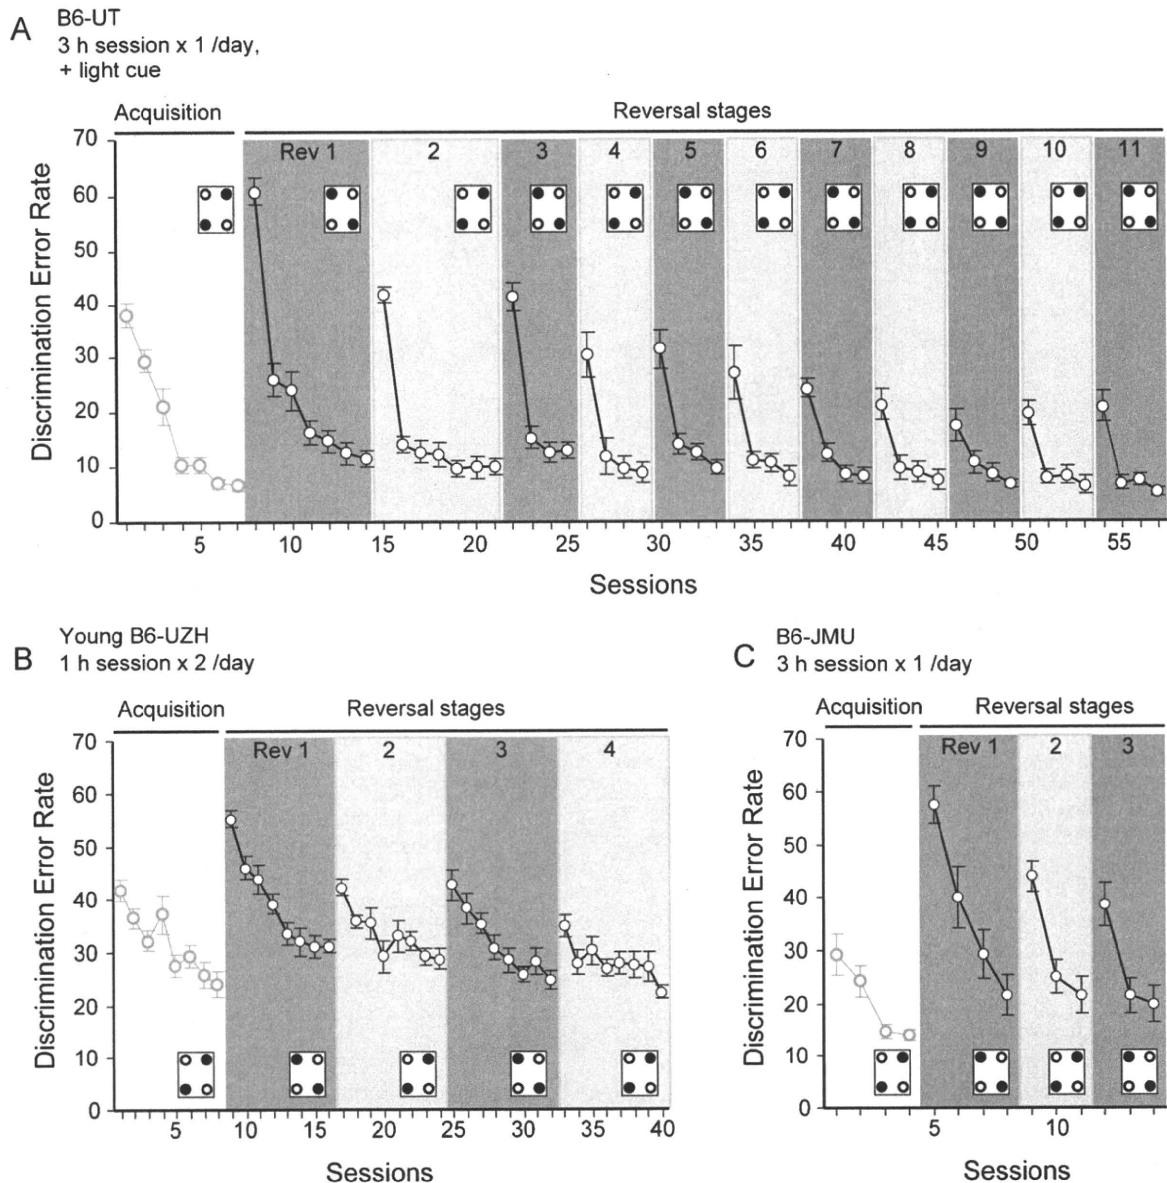 A
B6-UT
3 h session x 1 /day,
+ light cue
Acquisition
Reversal stages
70
60
50
40
30
20
10
0
Discrimination Error Rate
Rev 1 2 3 4 5 6 7 8 9 10 11
5 10 15 20 25 30 35 40 45 50 55
Sessions
B
Young B6-UZH
1 h session x 2 /day
Acquisition
Reversal stages
70
60
50
40
30
20
10
0
Discrimination Error Rate
Rev 1 2 3 4
5 10 15 20 25 30 35 40
Sessions
C
B6-JMU
3 h session x 1 /day
Acquisition
Reversal stages
70
60
50
40
30
20
10
0
Discrimination Error Rate
Rev 1 2 3
5 10
Sessions